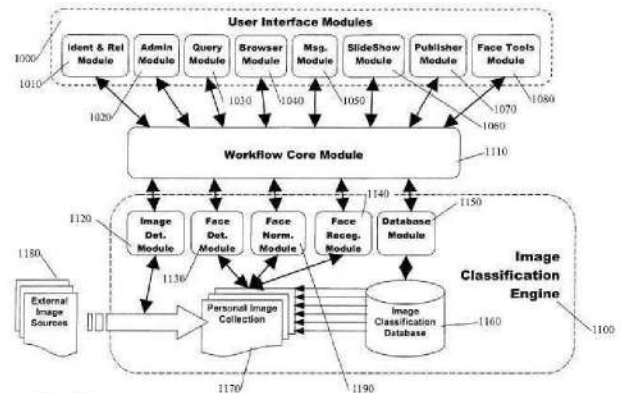 User Interface Modules
1000
Ident & Rel
Module
Admin
Module
Query
Module
Browser
Module
Msg.
Module
SlideShow
Module
Publisher
Module
Face Tools
Module
1010
1020
1030
1040
1050
1060
1070
1080
Workflow Core Module
1110
1120
1130
1140
1150
Image
Det.
Module
Face
Det.
Module
Face
Norm.
Module
Face
Recog.
Module
Database
Module
Image
Classification
Engine
1180
External
Image
Sources
Personal Image
Collection
Image
Classification
Database
1160
1100
1170
1190